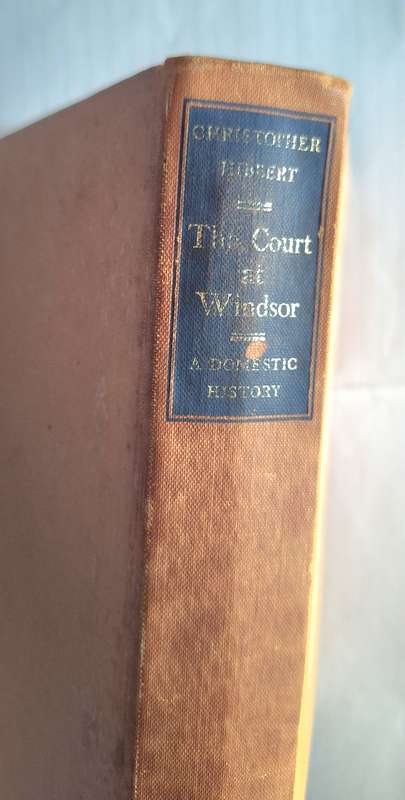 CHRISTOPHER
HIBBERT
The Court
at
Windsor
A DOMESTIC
HISTORY